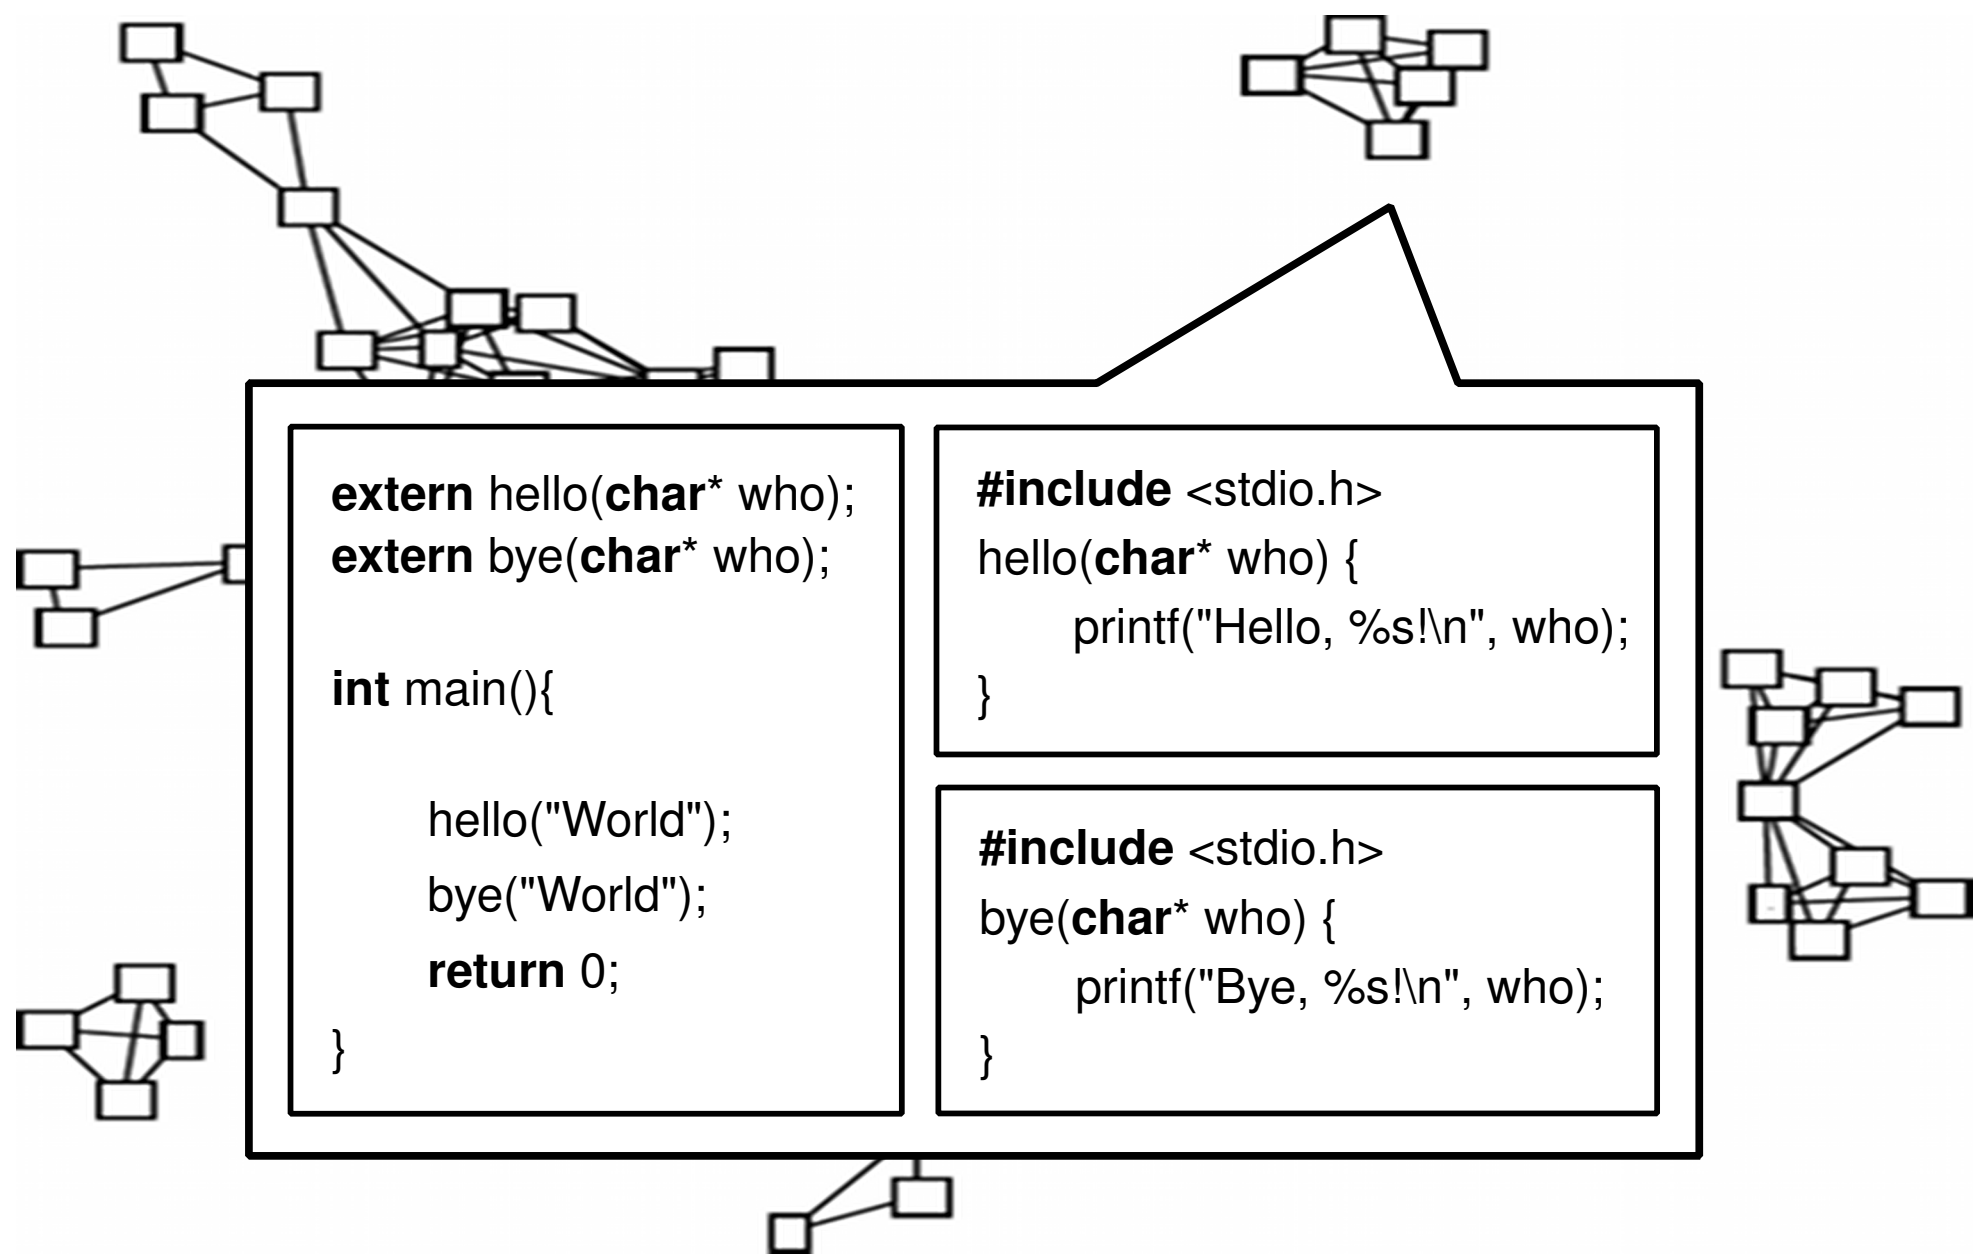 extern hello(char* who);
extern bye(char* who);
int main(){
hello("World");
bye("World");
return 0;
}
#include <stdio.h>
hello(char* who) {
printf("Hello, %s!\n", who);
}
#include <stdio.h>
bye(char* who) {
printf("Bye, %s!\n", who);
}